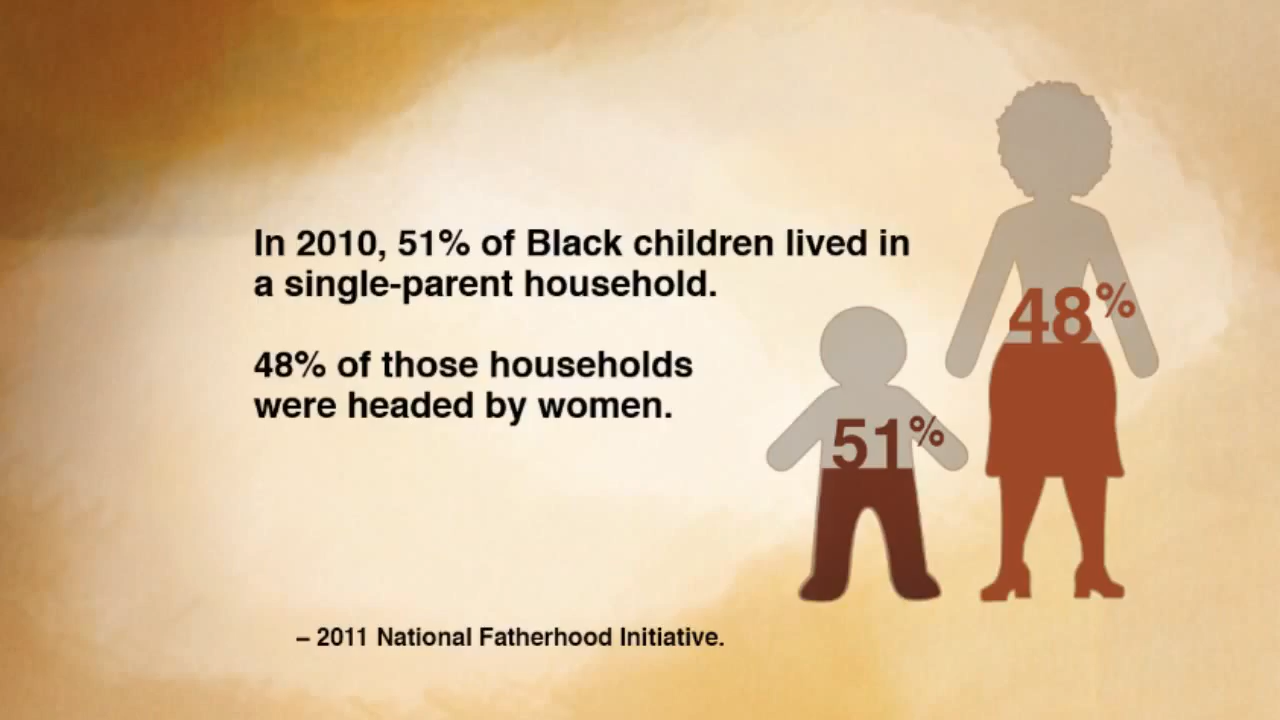 In 2010, 51% of Black children lived in
a single-parent household.
48% of those households
were headed by women.
51%
48%
– 2011 National Fatherhood Initiative.